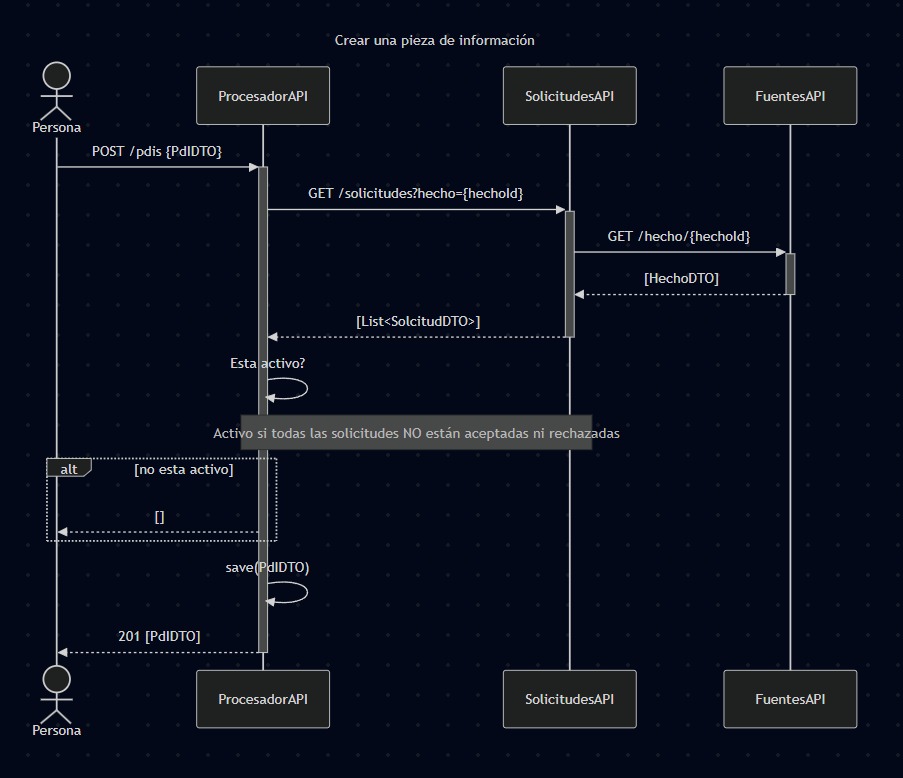 Crear una pieza de información
Persona
ProcesadorAPI
SolicitudesAPI
FuentesAPI
POST /pdis {PdIDTO}
GET /solicitudes?hecho={hechoId}
GET /hecho/{hechoId}
[HechoDTO]
[List<SolcitudDTO>]
Esta activo?
Activo si todas las solicitudes NO están aceptadas ni rechazadas
alt
[no esta activo]
[]
save(PdIDTO)
201 [PdIDTO]
Persona
ProcesadorAPI
SolicitudesAPI
FuentesAPI